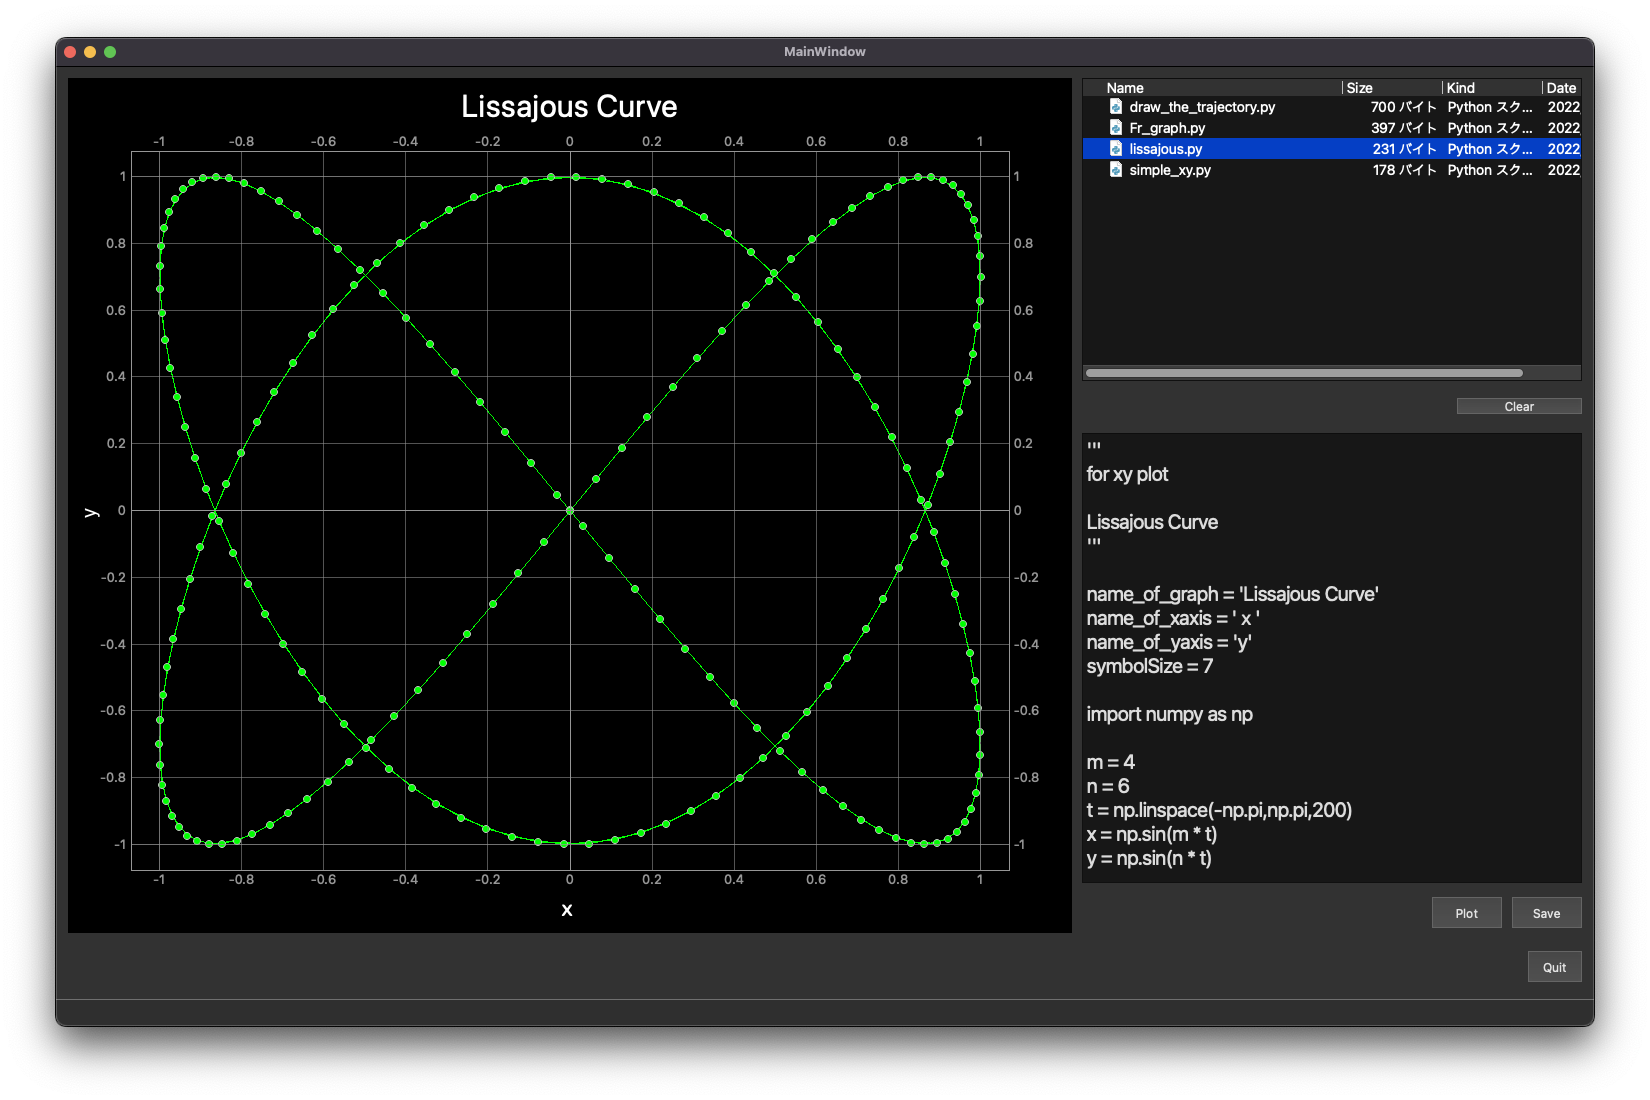 MainWindow
Lissajous Curve
-1 -0.8 -0.6 -0.4 -0.2 0 0.2 0.4 0.6 0.8 1
1 1
0.8 0.8
0.6 0.6
0.4 0.4
0.2 0.2
0 0
-0.2 -0.2
-0.4 -0.4
-0.6 -0.6
-0.8 -0.8
-1 -1
-1 -0.8 -0.6 -0.4 -0.2 0 0.2 0.4 0.6 0.8 1
y
x
Name Size Kind Date
draw_the_trajectory.py 700 バイト Python スク... 2022
Fr_graph.py 397 バイト Python スク... 2022
lissajous.py 231 バイト Python スク... 2022
simple_xy.py 178 バイト Python スク... 2022
Clear
'''
for xy plot
Lissajous Curve
'''
name_of_graph = 'Lissajous Curve'
name_of_xaxis = ' x '
name_of_yaxis = 'y'
symbolSize = 7
import numpy as np
m = 4
n = 6
t = np.linspace(-np.pi,np.pi,200)
x = np.sin(m * t)
y = np.sin(n * t)
Plot Save
Quit